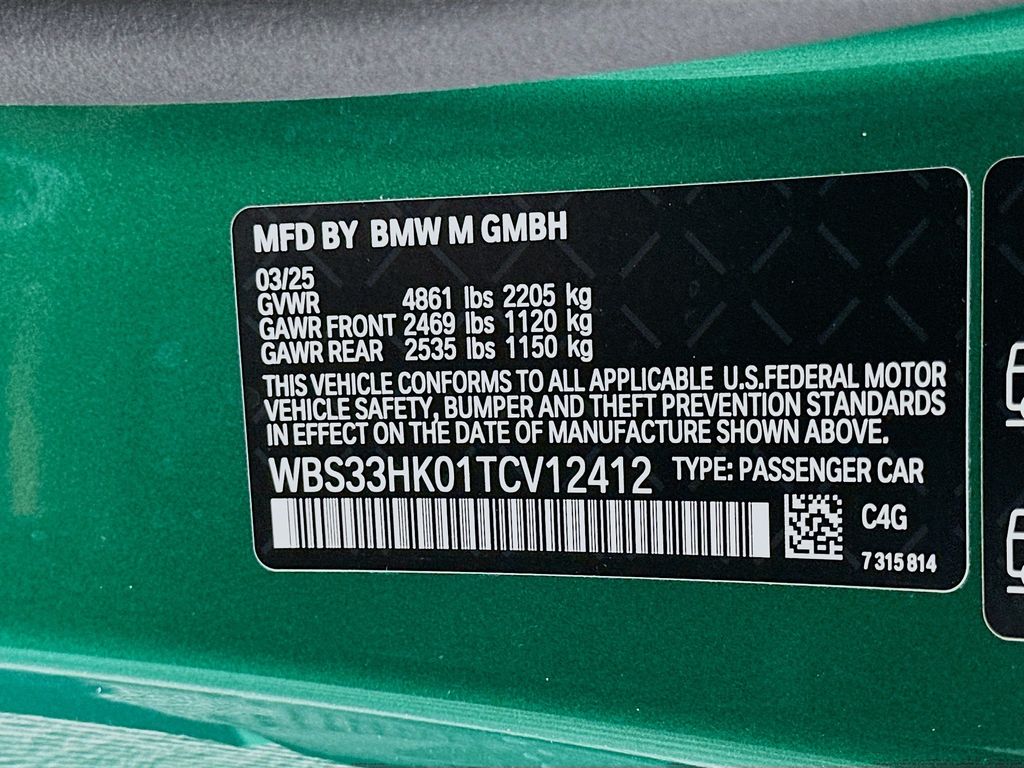 MFD BY BMW M GMBH
03/25
GVWR 4861 lbs 2205 kg
GAWR FRONT 2469 lbs 1120 kg
GAWR REAR 2535 lbs 1150 kg
THIS VEHICLE CONFORMS TO ALL APPLICABLE U.S.FEDERAL MOTOR
VEHICLE SAFETY, BUMPER AND THEFT PREVENTION STANDARDS
IN EFFECT ON THE DATE OF MANUFACTURE SHOWN ABOVE.
WBS33HK01TCV12412 TYPE: PASSENGER CAR
C4G
7 315 814